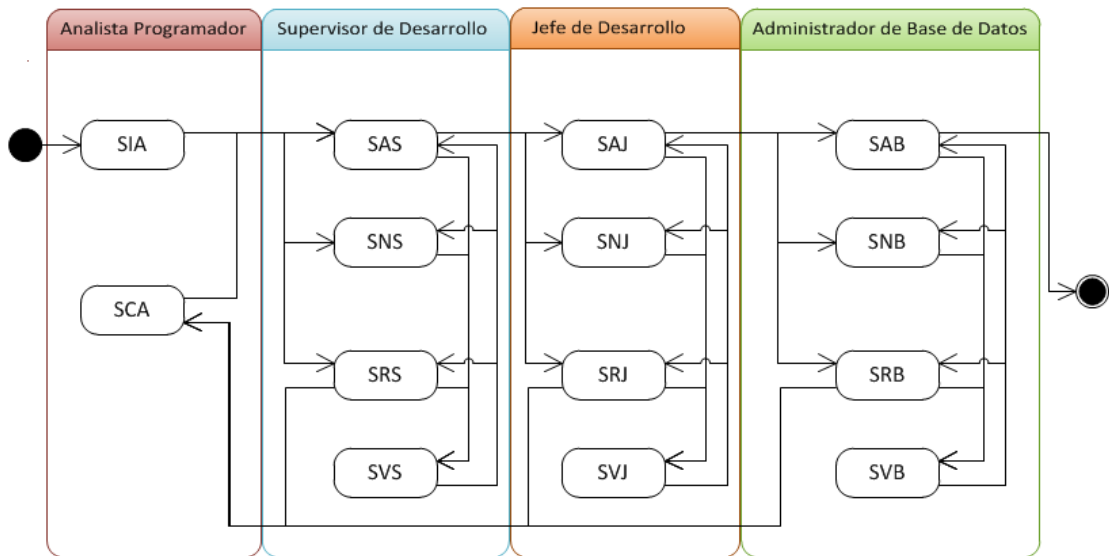 Analista Programador
Supervisor de Desarrollo
Jefe de Desarrollo
Administrador de Base de Datos
SIA
SAS
SAJ
SAB
SNS
SNJ
SNB
SCA
SRS
SRJ
SRB
SVS
SVJ
SVB